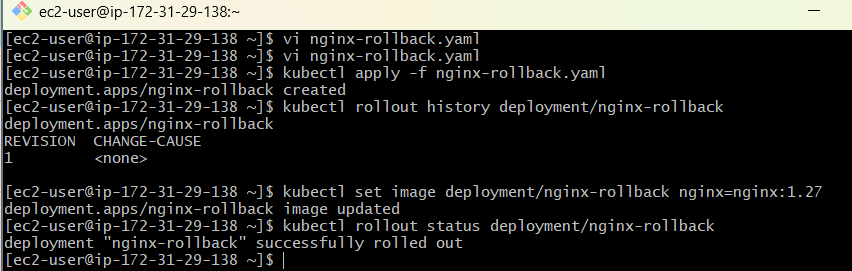 ec2-user@ip-172-31-29-138:~
[ec2-user@ip-172-31-29-138 ~]$ vi nginx-rollback.yaml
[ec2-user@ip-172-31-29-138 ~]$ vi nginx-rollback.yaml
[ec2-user@ip-172-31-29-138 ~]$ kubectl apply -f nginx-rollback.yaml
deployment.apps/nginx-rollback created
[ec2-user@ip-172-31-29-138 ~]$ kubectl rollout history deployment/nginx-rollback
deployment.apps/nginx-rollback
REVISION  CHANGE-CAUSE
1         <none>
[ec2-user@ip-172-31-29-138 ~]$ kubectl set image deployment/nginx-rollback nginx=nginx:1.27
deployment.apps/nginx-rollback image updated
[ec2-user@ip-172-31-29-138 ~]$ kubectl rollout status deployment/nginx-rollback
deployment "nginx-rollback" successfully rolled out
[ec2-user@ip-172-31-29-138 ~]$